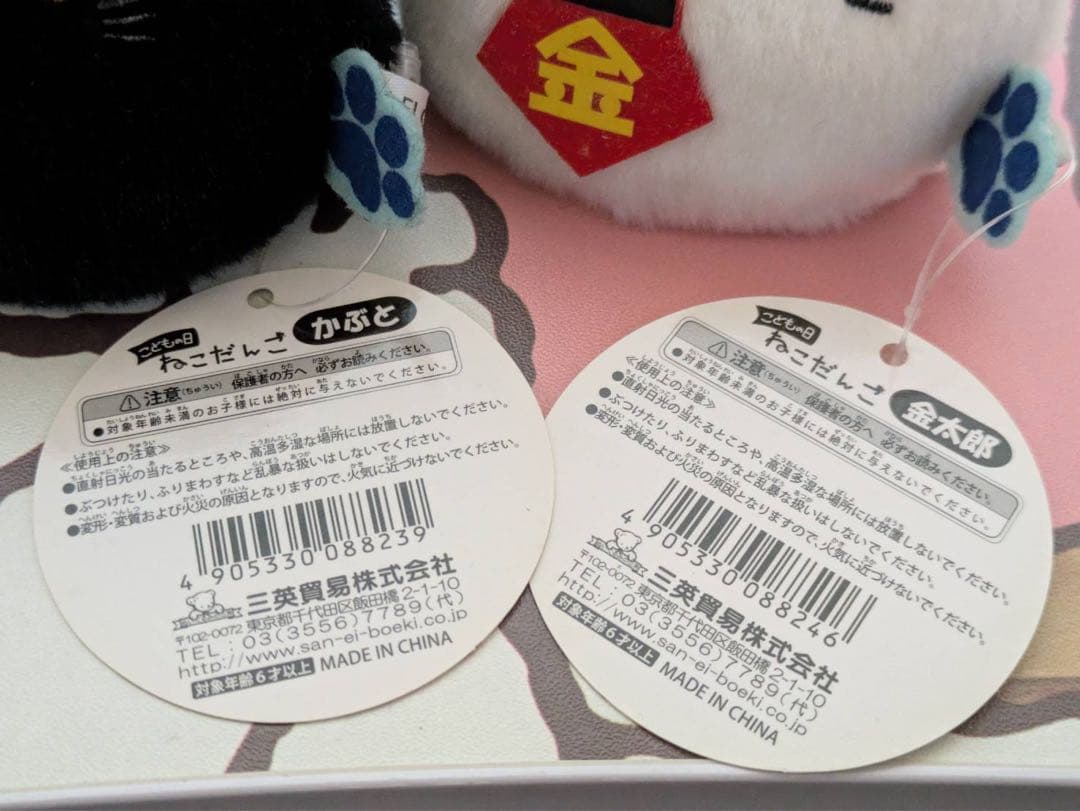 金
こどもの日
ねこだんご
かぶと
⚠注意(ちゅうい) 保護者の方へ 必ずお読みください。
●対象年齢未満のお子様には絶対に与えないでください。
≪使用上の注意≫
●直射日光の当たるところや、高温多湿な場所には放置しないでください。
●ぶつけたり、ふりまわすなど乱暴な扱いはしないでください。
●変形・変質および火災の原因となりますので、火気に近づけないでください。
4 905330 088239
三英貿易株式会社
〒102-0072 東京都千代田区飯田橋 2-1-10
TEL:03(3556)7789(代)
http://www.san-ei-boeki.co.jp
対象年齢6才以上 MADE IN CHINA
こどもの日
ねこだんご
金太郎
⚠注意(ちゅうい) 保護者の方へ 必ずお読みください。
●対象年齢未満のお子様には絶対に与えないでください。
≪使用上の注意≫
●直射日光の当たるところや、高温多湿な場所には放置しないでください。
●ぶつけたり、ふりまわすなど乱暴な扱いはしないでください。
●変形・変質および火災の原因となりますので、火気に近づけないでください。
4 905330 088246
三英貿易株式会社
〒102-0072 東京都千代田区飯田橋 2-1-10
TEL:03(3556)7789(代)
http://www.san-ei-boeki.co.jp
対象年齢6才以上 MADE IN CHINA